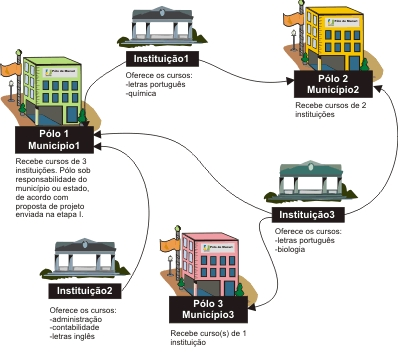 Instituição1
Oferece os cursos:
-letras português
-química
Pólo 2
Município2
Recebe cursos de 2
instituições
Pólo 1
Município1
Recebe cursos de 3
instituições. Pólo sob
responsabilidade do
município ou estado,
de acordo com
proposta de projeto
enviada na etapa I.
Instituição3
Oferece os cursos:
-letras português
-biologia
Instituição2
Oferece os cursos:
-administração
-contabilidade
-letras inglês
Pólo 3
Município3
Recebe curso(s) de 1
instituição